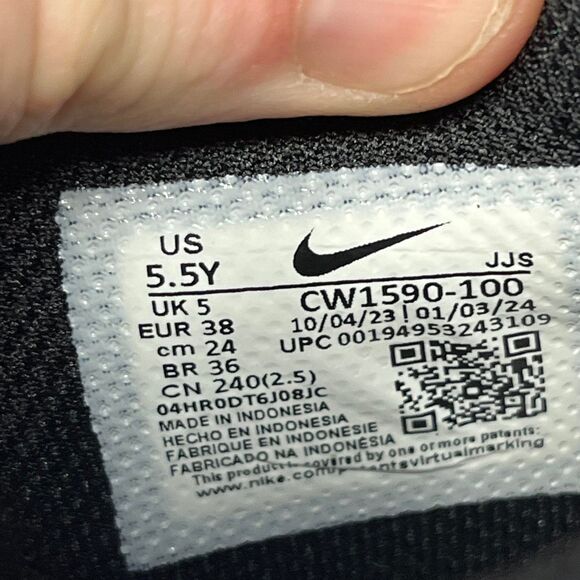 US
5.5Y
JJS
UK 5
CW1590-100
EUR 38
10/04/23 | 01/03/24
cm 24
UPC 00194953243109
BR 36
CN 240(2.5)
04HR0DT6J08JC
MADE IN INDONESIA
HECHO EN INDONESIA
FABRIQUE EN INDONESIE
FABRICADO NA INDONÉSIA
This product covered by one or more patents:
www.nike.com/patentsvirtualmarking